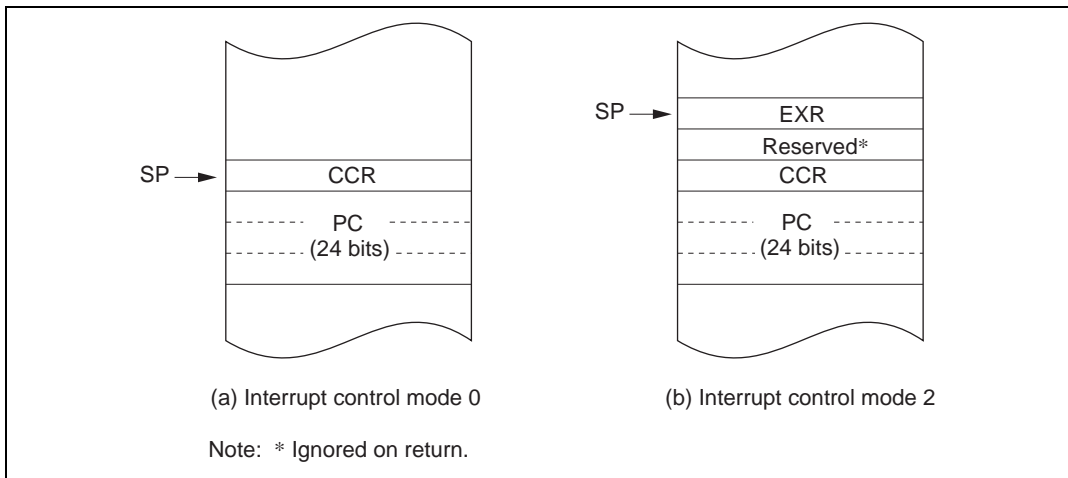 SP
CCR
PC
(24 bits)
(a) Interrupt control mode 0
SP
EXR
Reserved*
CCR
PC
(24 bits)
(b) Interrupt control mode 2
Note: * Ignored on return.